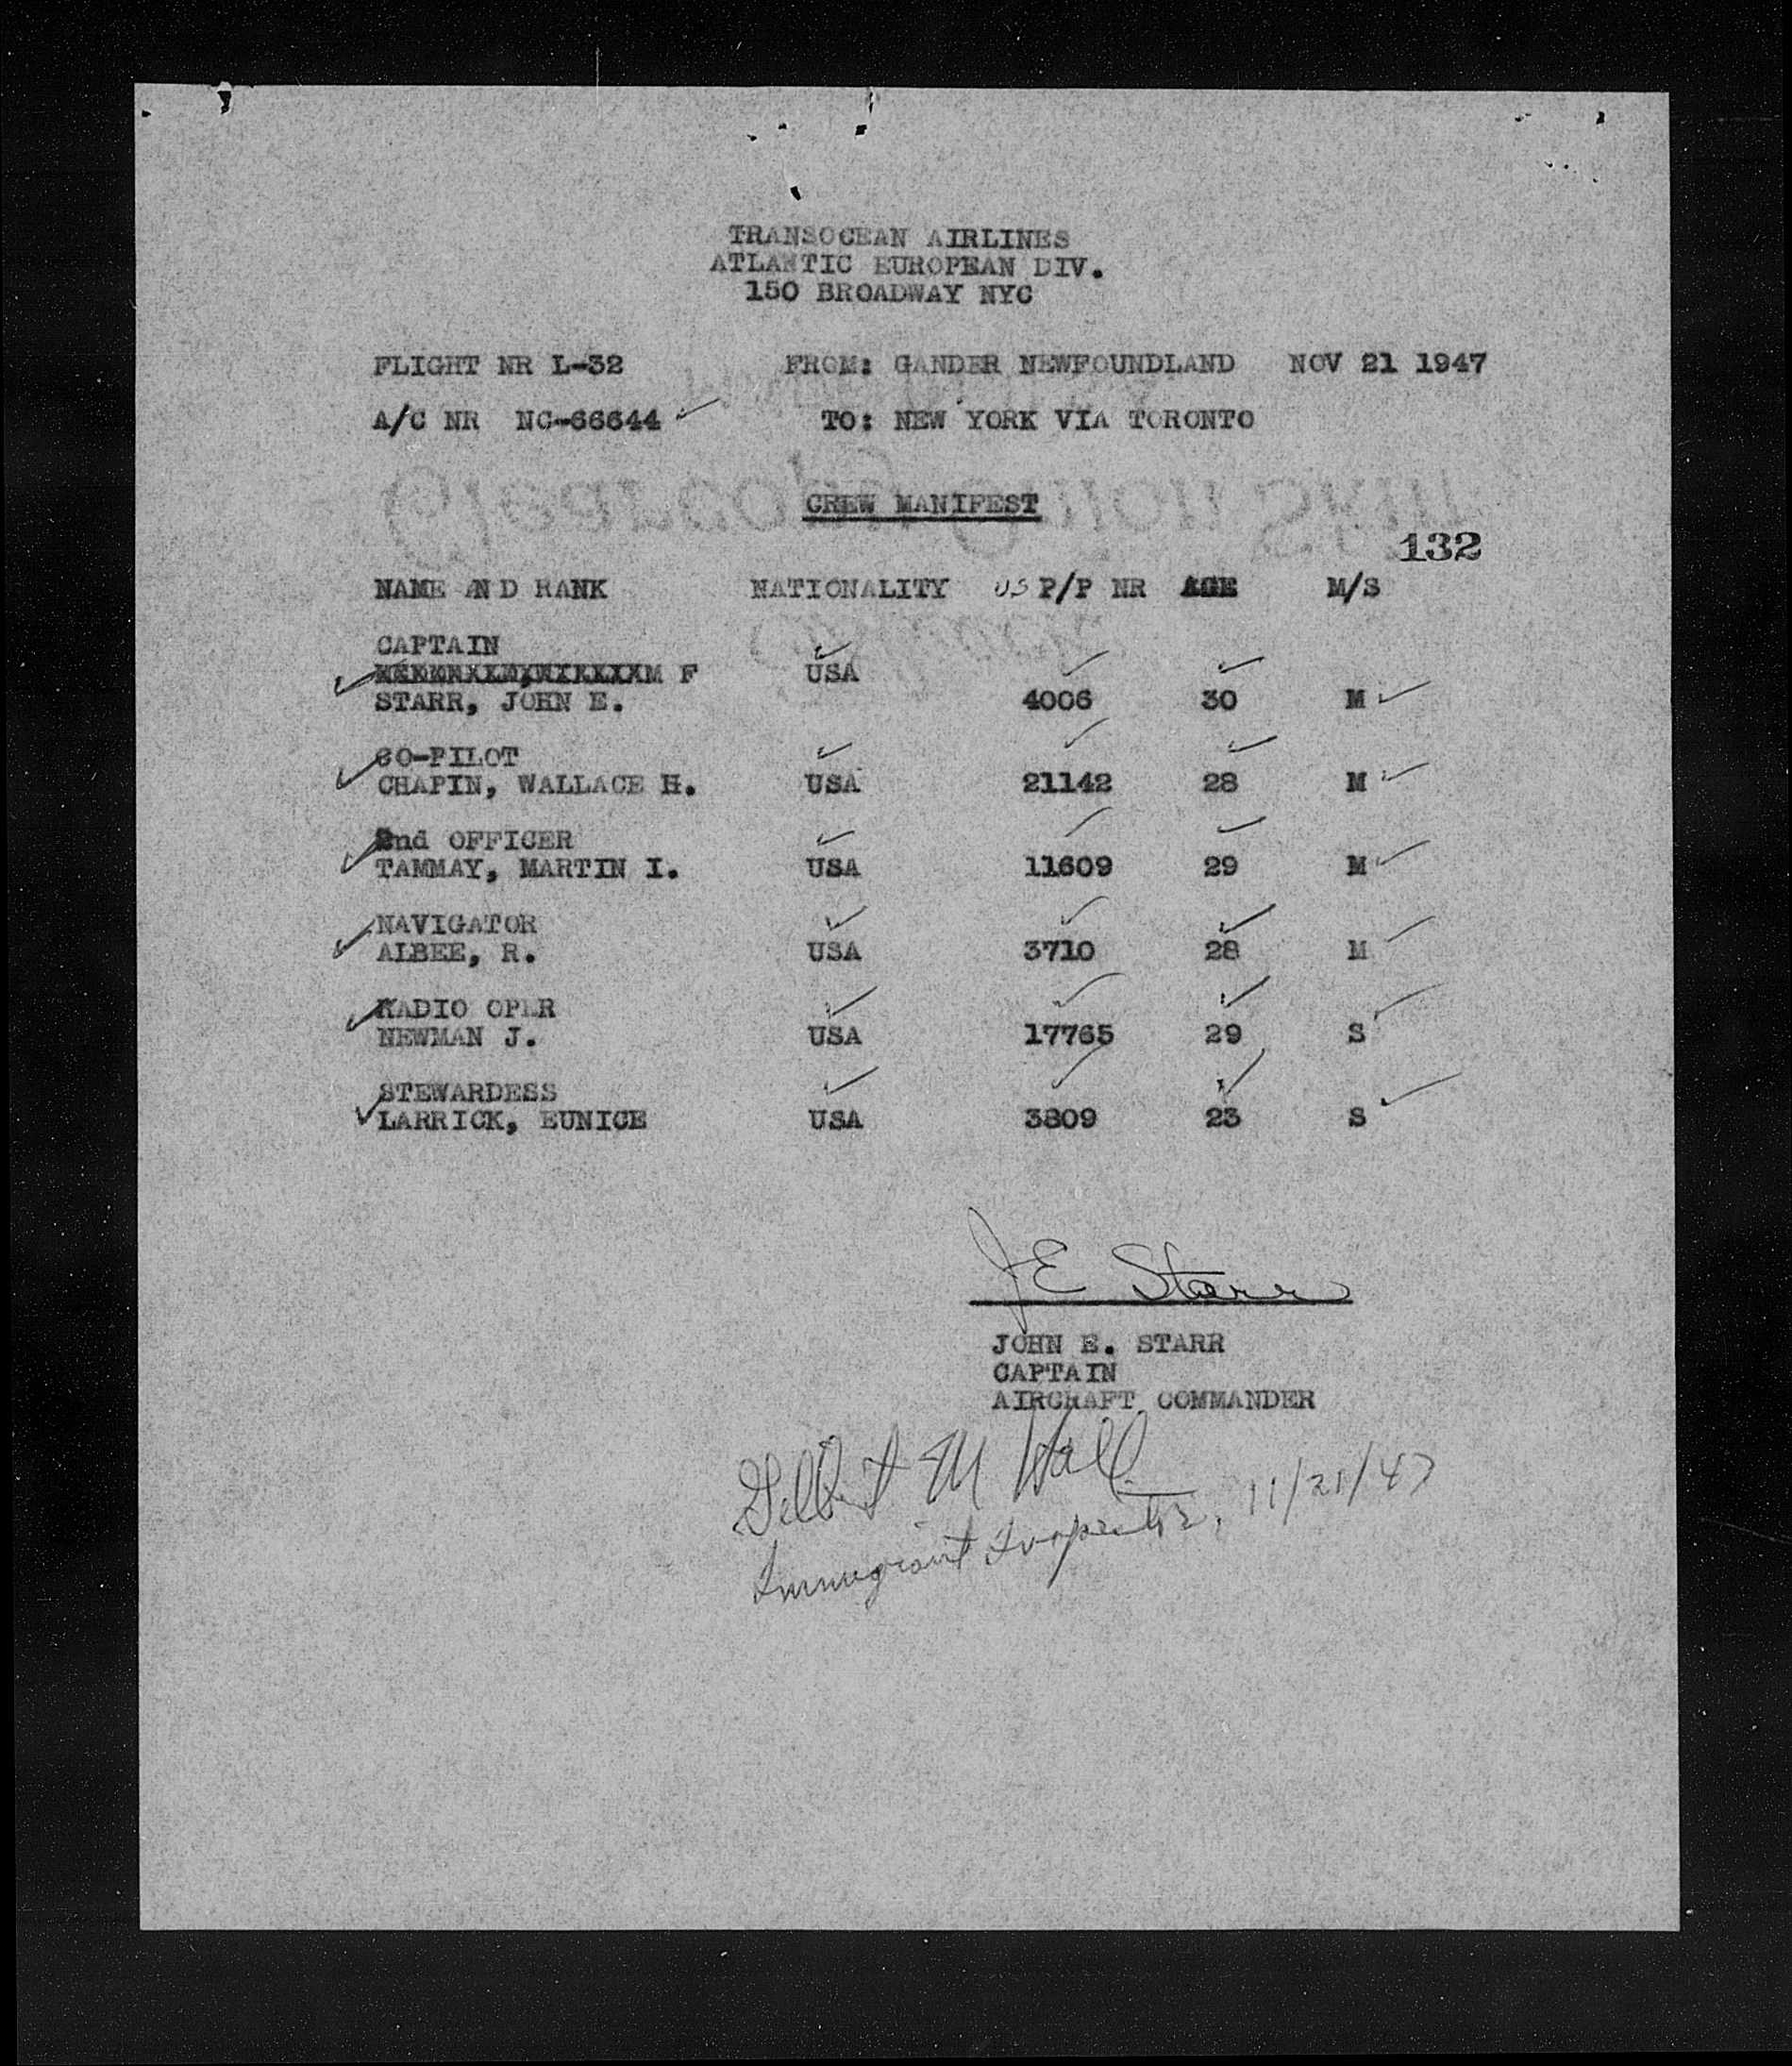 TRANSOCEAN AIRLINES
ATLANTIC EUROPEAN DIV.
150 BROADWAY NYC
FLIGHT NR L-32 FROM: GANDER NEWFOUNDLAND NOV 21 1947
A/C NR NC-66644 TO: NEW YORK VIA TORONTO
CREW MANIFEST
132
NAME AND RANK NATIONALITY US P/P NR AGE M/S
CAPTAIN
M F USA
STARR, JOHN E. 4006 30 M
CO-PILOT
CHAPIN, WALLACE H. USA 21142 28 M
2nd OFFICER
TAMMAY, MARTIN I. USA 11609 29 M
NAVIGATOR
ALBEE, R. USA 3710 28 M
RADIO OPER
NEWMAN J. USA 17765 29 S
STEWARDESS
LARRICK, EUNICE USA 3809 23 S
J E Starr
JOHN E. STARR
CAPTAIN
AIRCRAFT COMMANDER
Gilbert M Hall
Immigrant Inspector, 11/21/47